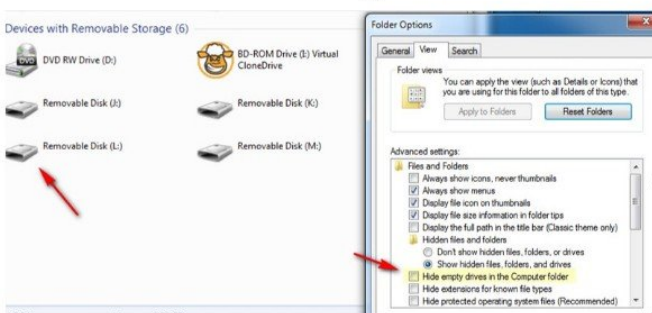 Devices with Removable Storage (6)
DVD RW Drive (D:)
BD-ROM Drive (I:) Virtual
CloneDrive
Removable Disk (J:)
Removable Disk (K:)
Removable Disk (L:)
Removable Disk (M:)
Folder Options
General View Search
Folder views
You can apply the view (such as Details or Icons) that
you are using for this folder to all folders of this type.
Apply to Folders Reset Folders
Advanced settings:
Files and Folders
Always show icons, never thumbnails
Always show menus
Display file icon on thumbnails
Display file size information in folder tips
Display the full path in the title bar (Classic theme only)
Hidden files and folders
Don't show hidden files, folders, or drives
Show hidden files, folders, and drives
Hide empty drives in the Computer folder
Hide extensions for known file types
Hide protected operating system files (Recommended)